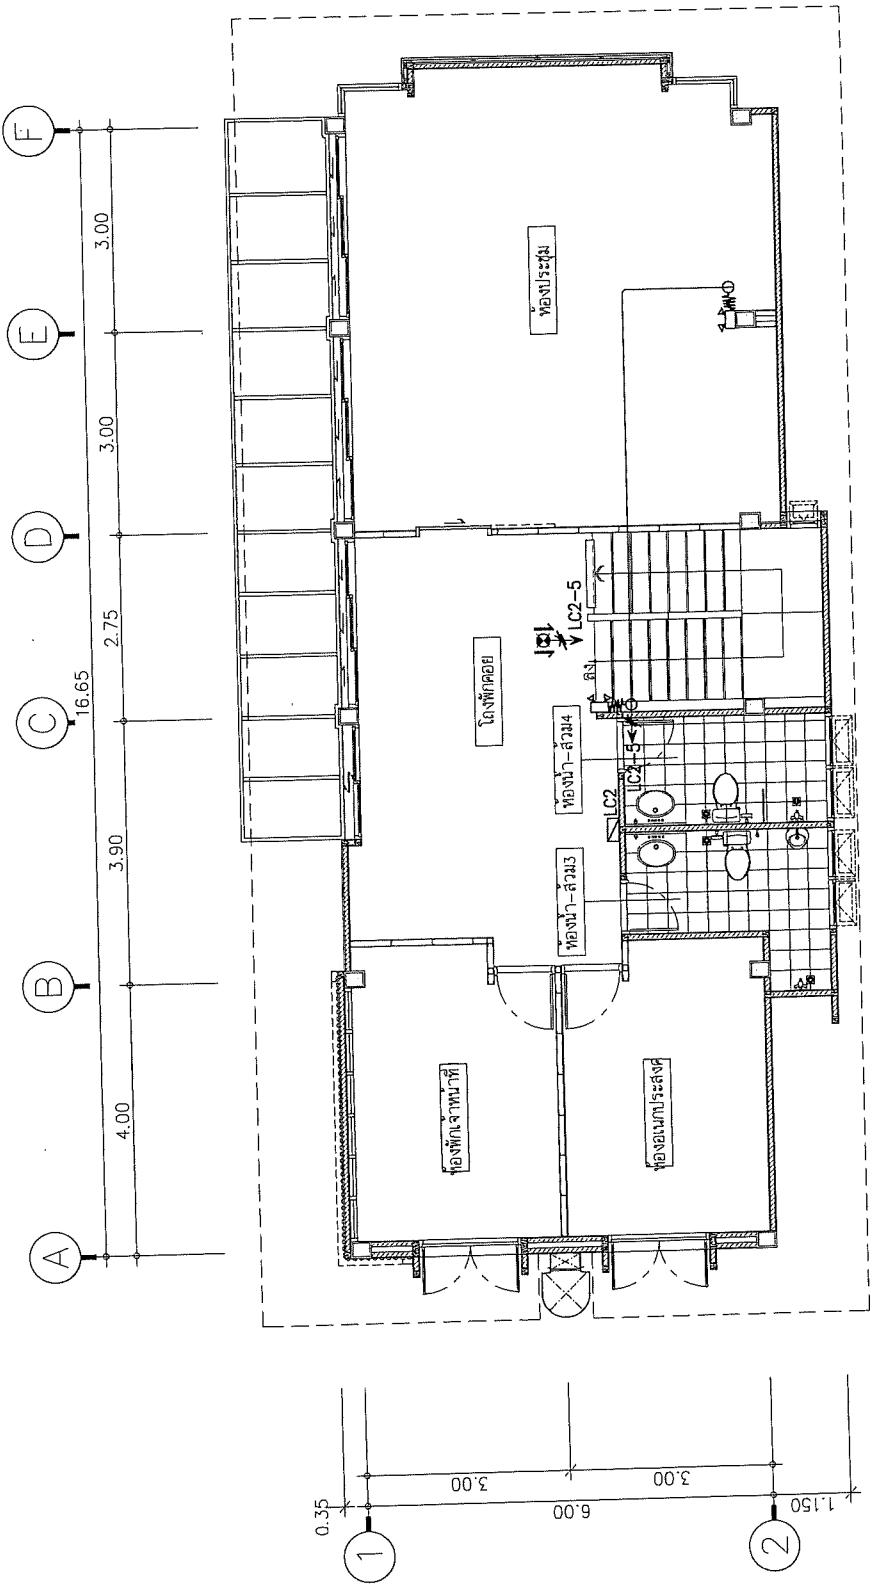 A
B
C
D
E
F
16.65
4.00
3.90
2.75
3.00
3.00
ห้องพักเจ้าหน้าที่
ห้องอเนกประสงค์
โถงพักคอย
ห้องประชุม
ห้องน้ำ-ส้วม3
ห้องน้ำ-ส้วม4
LC2
LC2-5
LC2-5
ลง
0.35
3.00
3.00
6.00
1.150
1
2